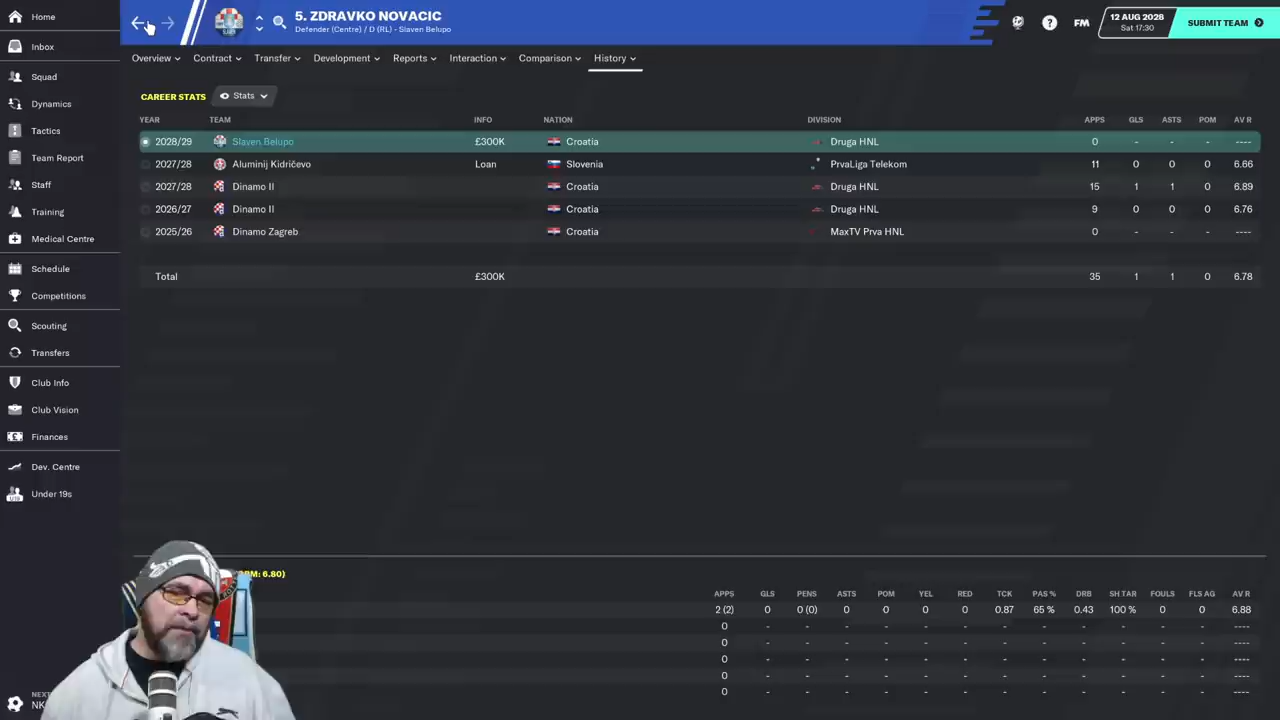 Home
Inbox
Squad
Dynamics
Tactics
Team Report
Staff
Training
Medical Centre
Schedule
Competitions
Scouting
Transfers
Club Info
Club Vision
Finances
Dev. Centre
Under 19s
NEXT
NK
5. ZDRAVKO NOVACIC
Defender (Centre) / D (RL) - Slaven Belupo
FM
12 AUG 2028
Sat 17:30
SUBMIT TEAM
Overview Contract Transfer Development Reports Interaction Comparison History
CAREER STATS Stats
YEAR TEAM INFO NATION DIVISION APPS GLS ASTS POM AV R
2028/29 Slaven Belupo £300K Croatia Druga HNL 0 - - - ----
2027/28 Aluminij Kidričevo Loan Slovenia PrvaLiga Telekom 11 0 0 0 6.66
2027/28 Dinamo II Croatia Druga HNL 15 1 1 0 6.89
2026/27 Dinamo II Croatia Druga HNL 9 0 0 0 6.76
2025/26 Dinamo Zagreb Croatia MaxTV Prva HNL 0 - - - ----
Total £300K 35 1 1 0 6.78
6.80)
APPS GLS PENS ASTS POM YEL RED TCK PAS % DRB SH TAR FOULS FLS AG AV R
2 (2) 0 0 (0) 0 0 0 0 0.87 65 % 0.43 100 % 0 0 6.88
0 - - - - - - - - - - - - ----
0 - - - - - - - - - - - - ----
0 - - - - - - - - - - - - ----
0 - - - - - - - - - - - - ----
0 - - - - - - - - - - - - ----